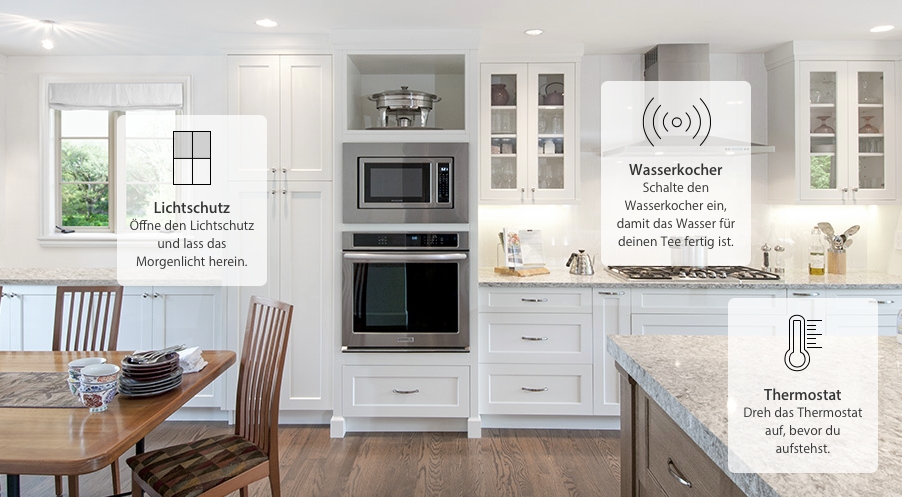 Lichtschutz
Öffne den Lichtschutz
und lass das
Morgenlicht herein.
Wasserkocher
Schalte den
Wasserkocher ein,
damit das Wasser für
deinen Tee fertig ist.
Thermostat
Dreh das Thermostat
auf, bevor du
aufstehst.